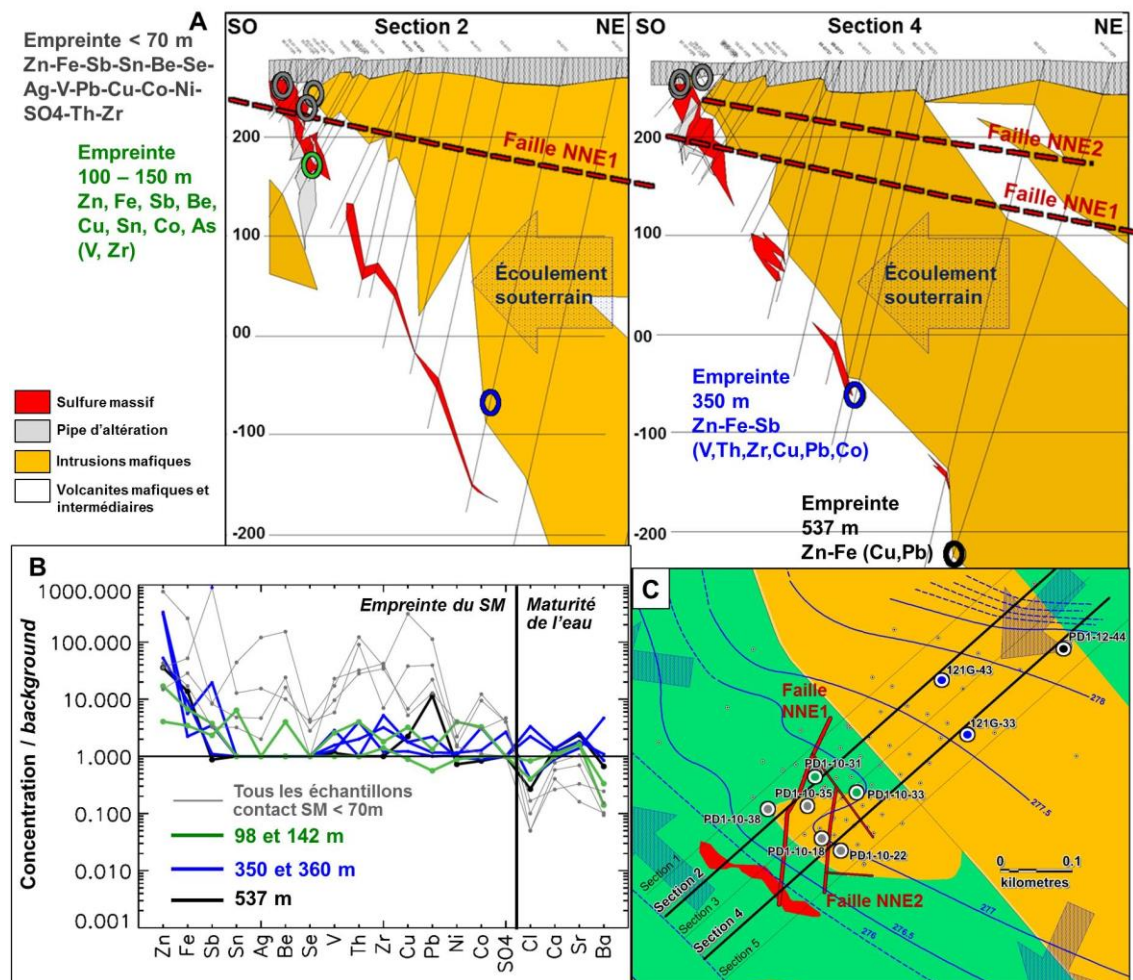 A
SO
Section 2
NE
SO
Section 4
NE
Empreinte < 70 m
Zn-Fe-Sb-Sn-Be-Se-
Ag-V-Pb-Cu-Co-Ni-
SO4-Th-Zr
Empreinte
100 – 150 m
Zn, Fe, Sb, Be,
Cu, Sn, Co, As
(V, Zr)
200
100
00
-100
-200
Faille NNE1
Écoulement
souterrain
200
100
00
-100
-200
Faille NNE2
Faille NNE1
Écoulement
souterrain
Empreinte
350 m
Zn-Fe-Sb
(V,Th,Zr,Cu,Pb,Co)
Empreinte
537 m
Zn-Fe (Cu,Pb)
Sulfure massif
Pipe d'altération
Intrusions mafiques
Volcanites mafiques et
intermédiaires
B
Concentration / background
1000.000
100.000
10.000
1.000
0.100
0.010
0.001
Empreinte du SM
Maturité
de l'eau
Tous les échantillons
contact SM < 70m
98 et 142 m
350 et 360 m
537 m
Zn Fe Sb Sn Ag Be Se V Th Zr Cu Pb Ni Co SO4 Cl Ca Sr Ba
C
PD1-12-44
121G-43
278
121G-33
Faille
NNE1
277.5
PD1-10-31
PD1-10-35
PD1-10-33
PD1-10-38
PD1-10-18
PD1-10-22
0 0.1
kilometres
Section 1
Section 2
Section 3
Section 4
Section 5
Faille
NNE2
277
276.5
276